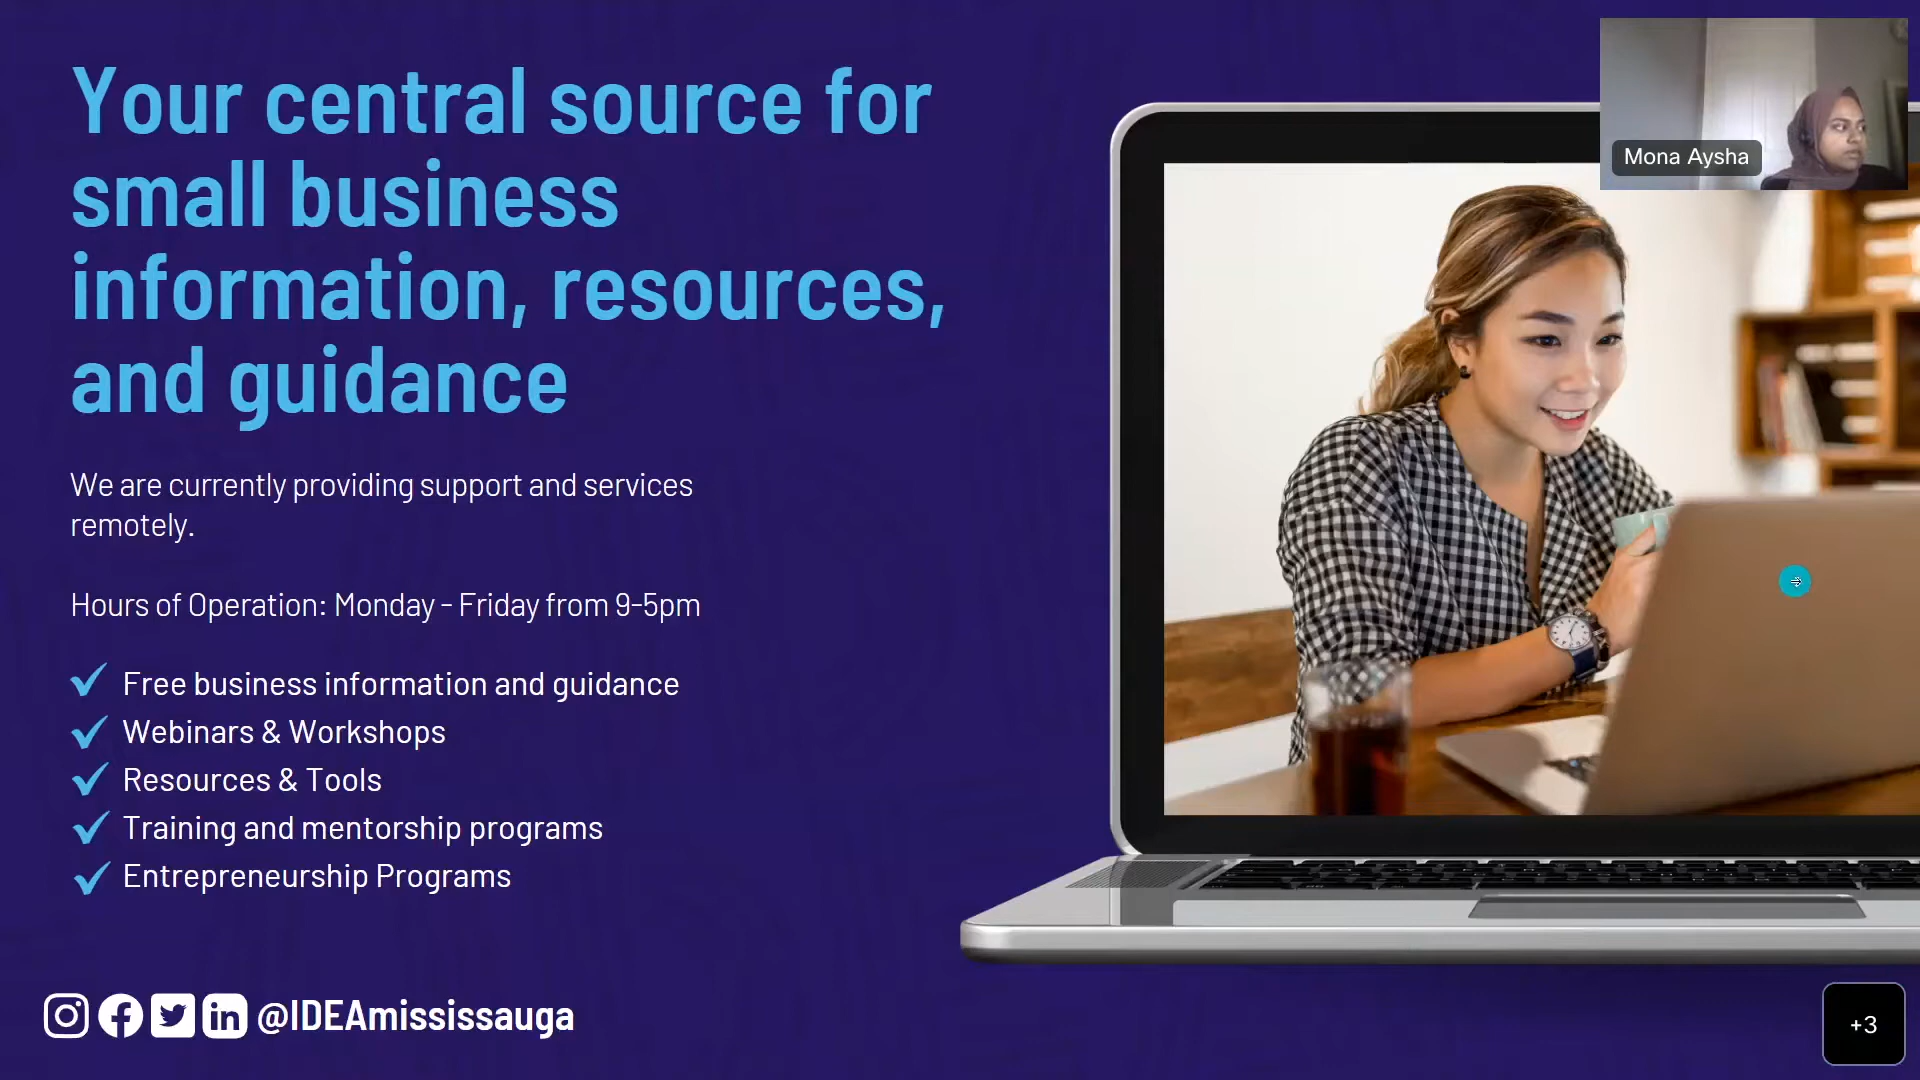 Your central source for
small business
information, resources,
and guidance
We are currently providing support and services
remotely.
Hours of Operation: Monday - Friday from 9-5pm
Free business information and guidance
Webinars & Workshops
Resources & Tools
Training and mentorship programs
Entrepreneurship Programs
@IDEAmississauga
Mona Aysha
+3